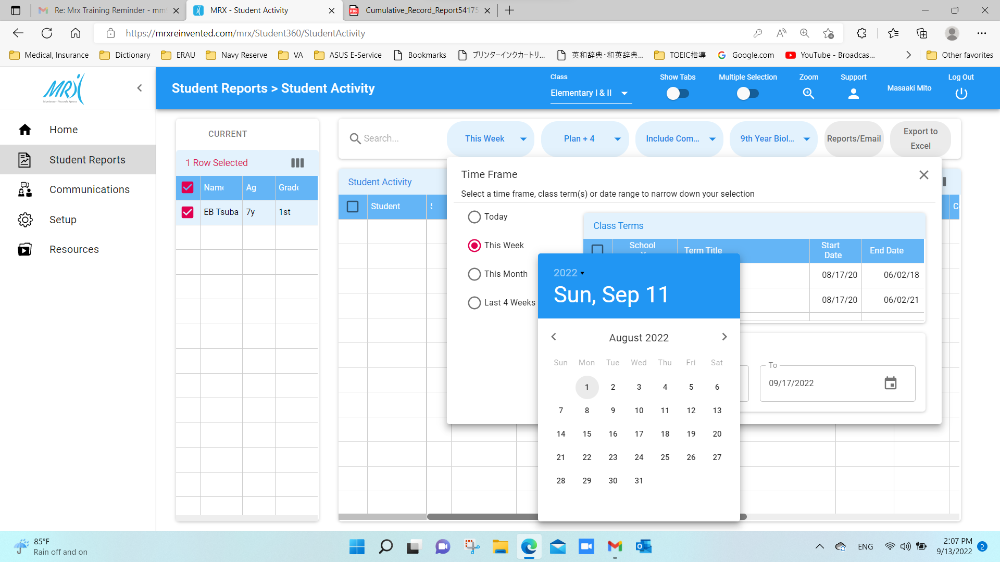 Re: Mrx Training Reminder - mm
MRX - Student Activity
Cumulative_Record_Report54175
https://mrxreinvented.com/mrx/Student360/StudentActivity
Medical, Insurance
Dictionary
ERAU
Navy Reserve
VA
ASUS E-Service
Bookmarks
プリンターインクカートリ...
英和辞典・和英辞典...
TOEIC指導
Google.com
YouTube - Broadcas...
Other favorites
MRX
Montessori Records Xpress
Student Reports > Student Activity
Class
Elementary I & II
Show Tabs
Multiple Selection
Zoom
Support
Masaaki Mito
Log Out
Home
Student Reports
Communications
Setup
Resources
CURRENT
1 Row Selected
Name
Ag
Grade
EB Tsuba
7y
1st
Search...
This Week
Plan + 4
Include Com...
9th Year Biol...
Reports/Email
Export to
Excel
Student Activity
Student
Time Frame
Select a time frame, class term(s) or date range to narrow down your selection
Today
This Week
This Month
Last 4 Weeks
Class Terms
School
Term Title
Start
Date
End Date
08/17/20
06/02/18
08/17/20
06/02/21
2022
Sun, Sep 11
August 2022
Sun Mon Tue Wed Thu Fri Sat
1 2 3 4 5 6
7 8 9 10 11 12 13
14 15 16 17 18 19 20
21 22 23 24 25 26 27
28 29 30 31
To
09/17/2022
85°F
Rain off and on
ENG
2:07 PM
9/13/2022
2